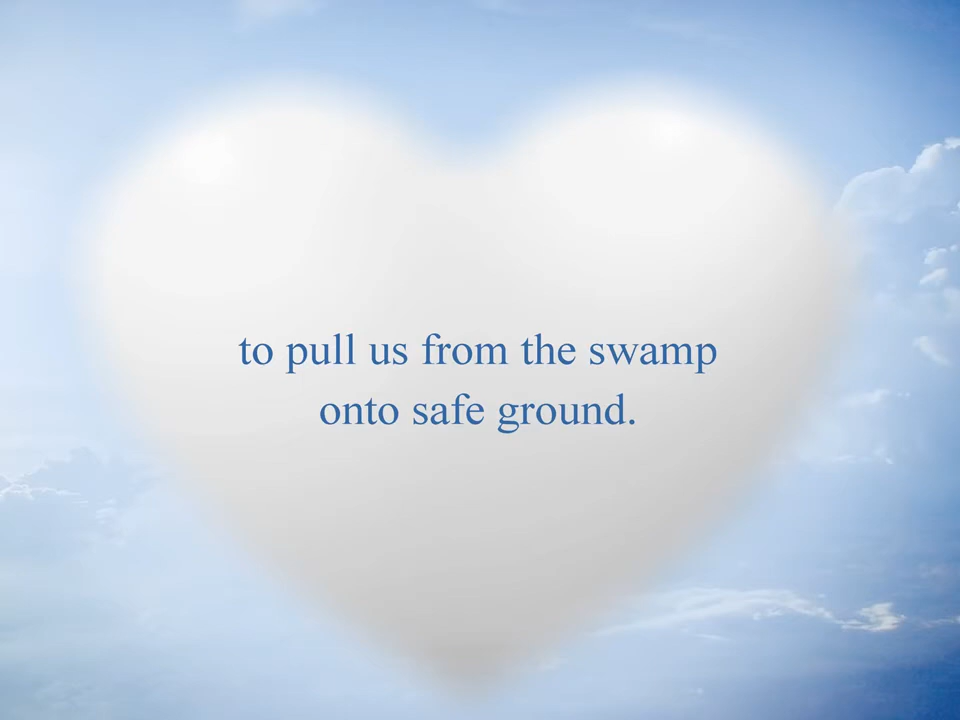 to pull us from the swamp
onto safe ground.